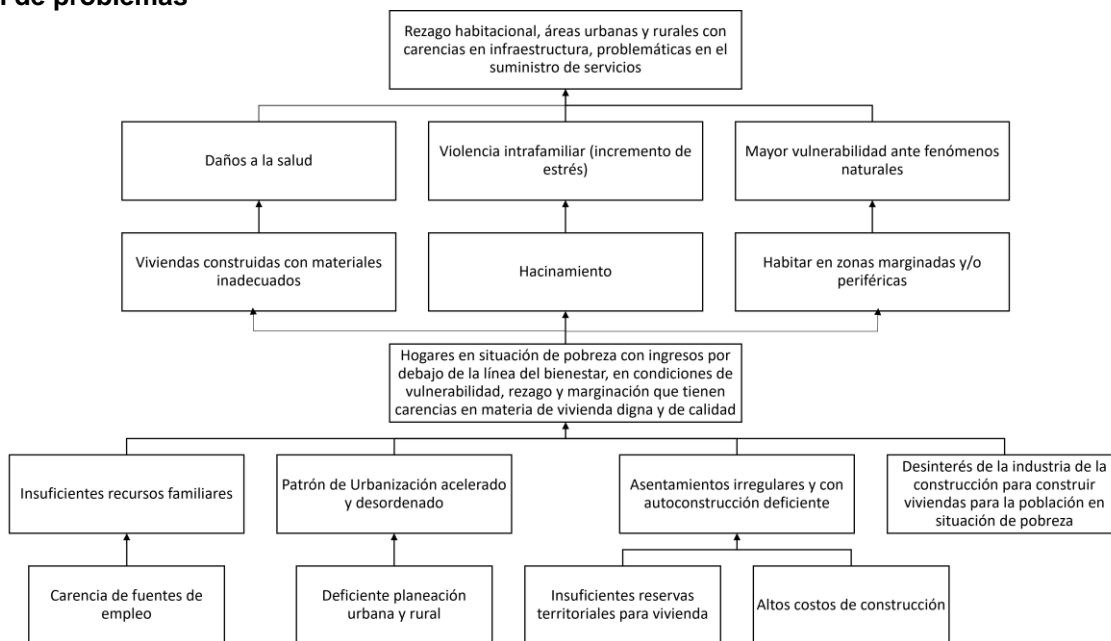 de problemas
Rezago habitacional, áreas urbanas y rurales con
carencias en infraestructura, problemáticas en el
suministro de servicios
Daños a la salud
Violencia intrafamiliar (incremento de
estrés)
Mayor vulnerabilidad ante fenómenos
naturales
Viviendas construidas con materiales
inadecuados
Hacinamiento
Habitar en zonas marginadas y/o
periféricas
Hogares en situación de pobreza con ingresos por
debajo de la línea del bienestar, en condiciones de
vulnerabilidad, rezago y marginación que tienen
carencias en materia de vivienda digna y de calidad
Insuficientes recursos familiares
Patrón de Urbanización acelerado
y desordenado
Asentamientos irregulares y con
autoconstrucción deficiente
Desinterés de la industria de la
construcción para construir
viviendas para la población en
situación de pobreza
Carencia de fuentes de
empleo
Deficiente planeación
urbana y rural
Insuficientes reservas
territoriales para vivienda
Altos costos de construcción